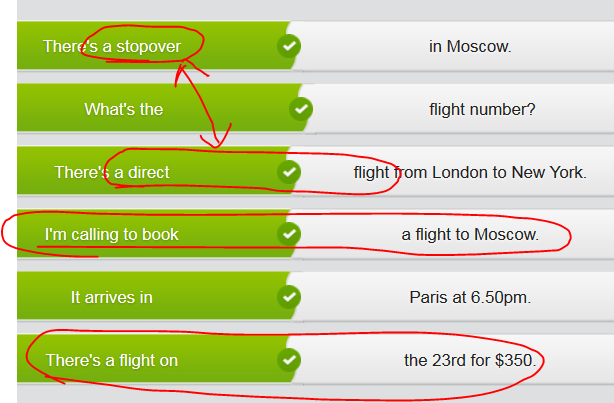 There's a stopover in Moscow.
What's the flight number?
There's a direct flight from London to New York.
I'm calling to book a flight to Moscow.
It arrives in Paris at 6.50pm.
There's a flight on the 23rd for $350.